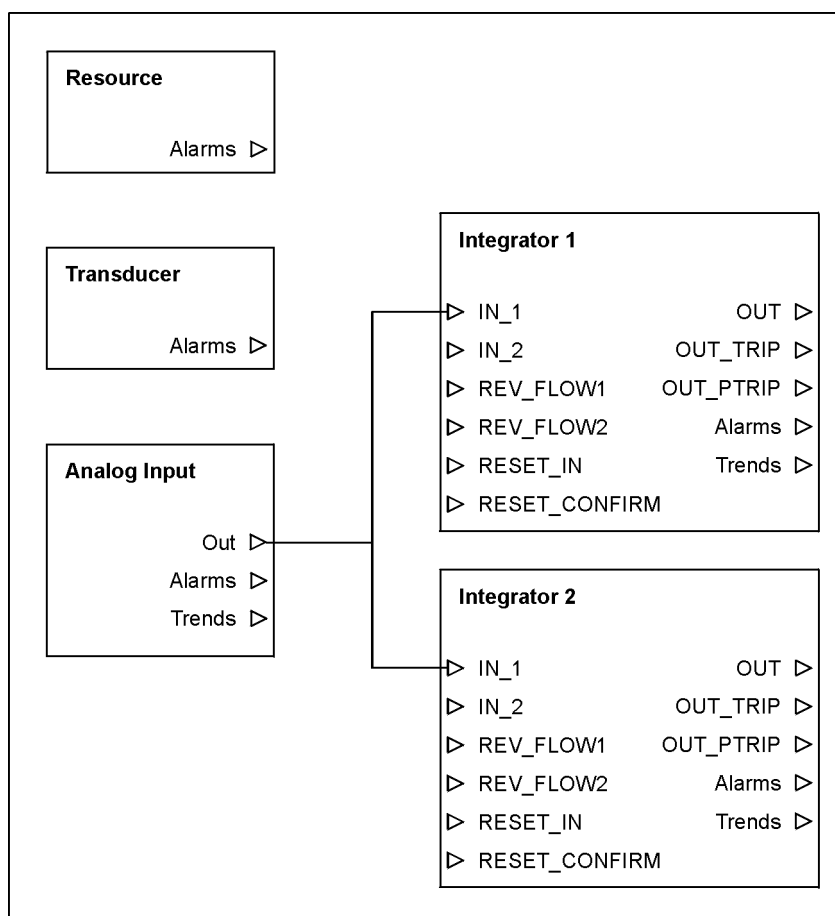 Resource
Alarms
Transducer
Alarms
Analog Input
Out
Alarms
Trends
Integrator 1
IN_1 OUT
IN_2 OUT_TRIP
REV_FLOW1 OUT_PTRIP
REV_FLOW2 Alarms
RESET_IN Trends
RESET_CONFIRM
Integrator 2
IN_1 OUT
IN_2 OUT_TRIP
REV_FLOW1 OUT_PTRIP
REV_FLOW2 Alarms
RESET_IN Trends
RESET_CONFIRM